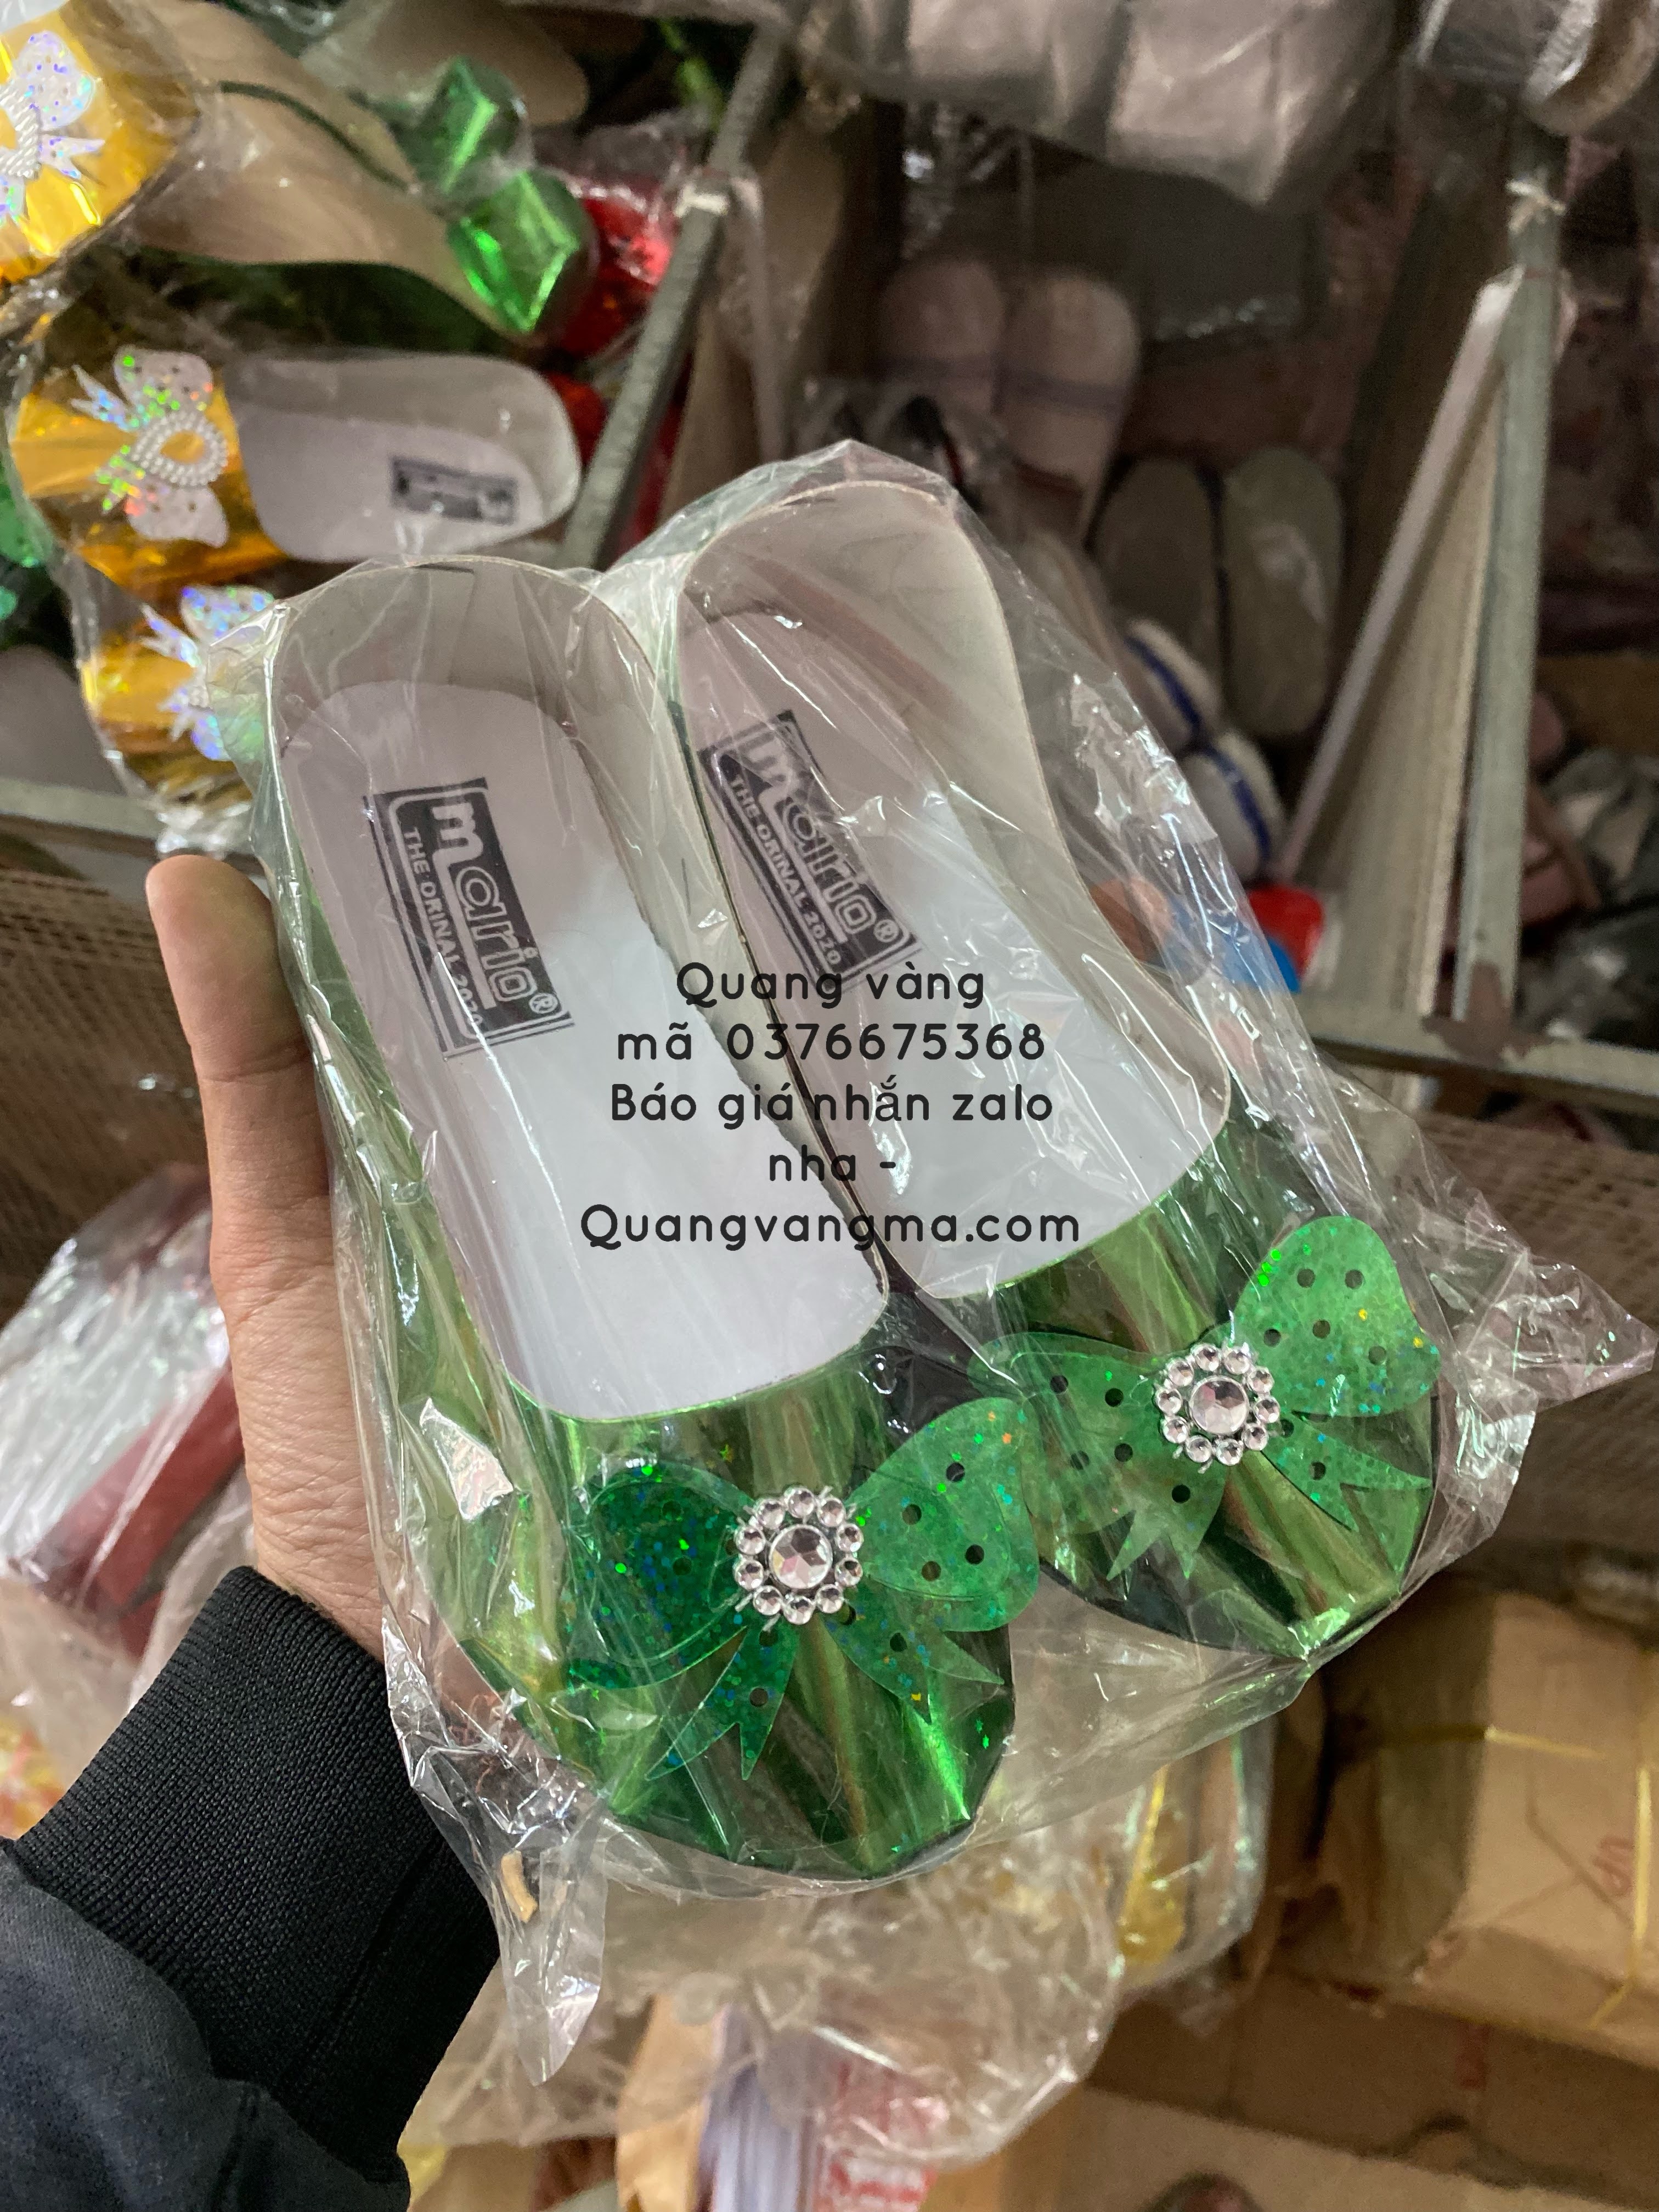 mario®
THE ORINAL 2020
mario®
THE ORINAL 2020
Quang vàng
mã 0376675368
Báo giá nhắn zalo
nha -
Quangvangma.com